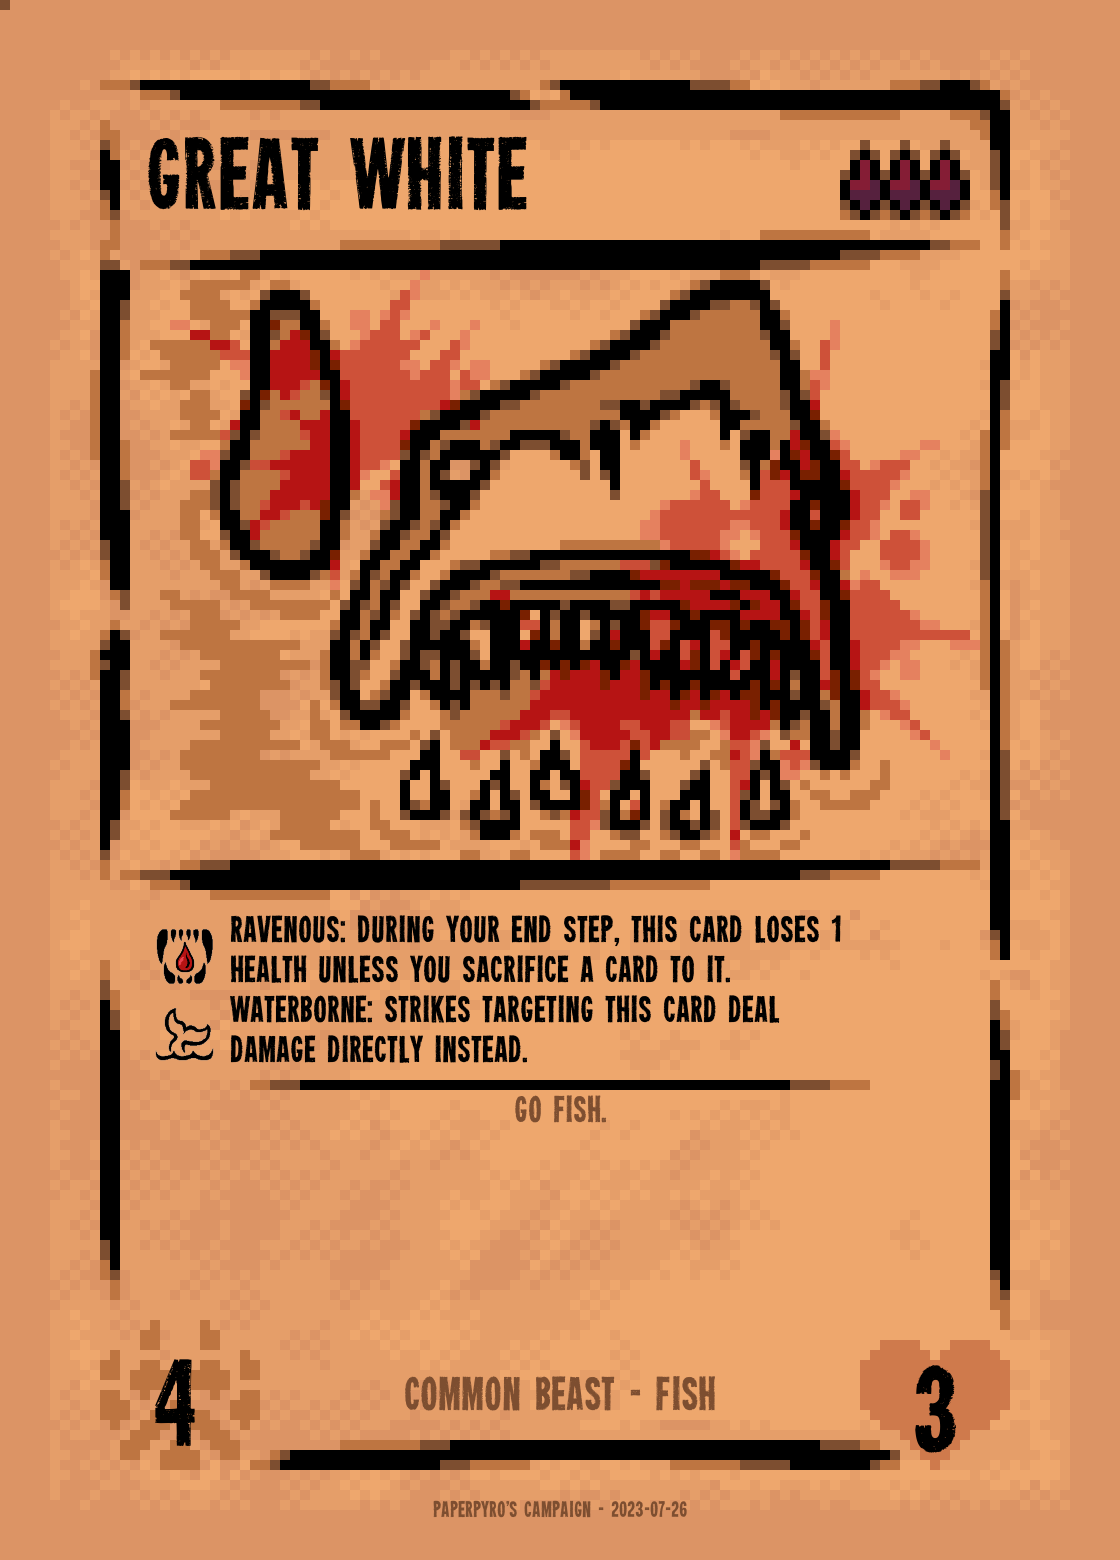 GREAT WHITE
RAVENOUS: DURING YOUR END STEP, THIS CARD LOSES 1
HEALTH UNLESS YOU SACRIFICE A CARD TO IT.
WATERBORNE: STRIKES TARGETING THIS CARD DEAL
DAMAGE DIRECTLY INSTEAD.
GO FISH.
4
COMMON BEAST - FISH
3
PAPERPYRO'S CAMPAIGN - 2023-07-26